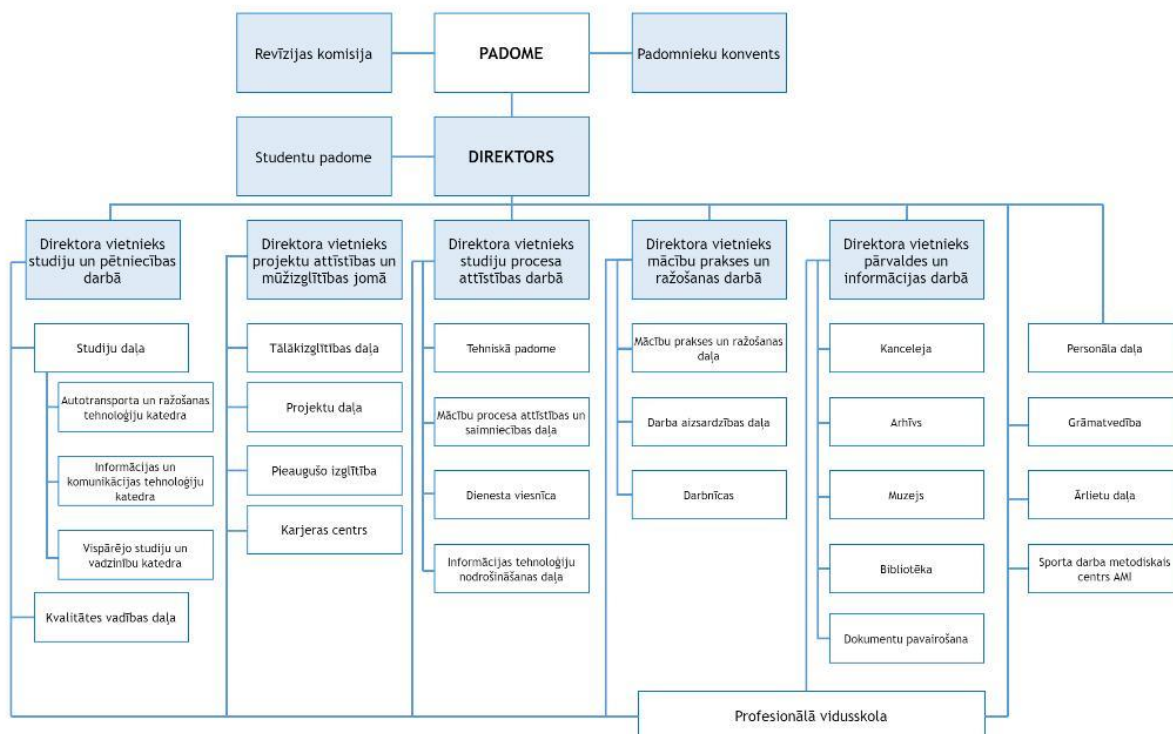 Revīzijas komisija
PADOME
Padomnieku konvents
Studentu padome
DIREKTORS
Direktora vietnieks
studiju un pētniecības
darbā
Direktora vietnieks
projektu attīstības un
mūžizglītības jomā
Direktora vietnieks
studiju procesa
attīstības darbā
Direktora vietnieks
mācību prakses un
ražošanas darbā
Direktora vietnieks
pārvaldes un
informācijas darbā
Studiju daļa
Autotransporta un ražošanas
tehnoloģiju katedra
Informācijas un
komunikācijas tehnoloģiju
katedra
Vispārējo studiju un
vadzinību katedra
Kvalitātes vadības daļa
Tālākizglītības daļa
Projektu daļa
Pieaugušo izglītība
Karjeras centrs
Tehniskā padome
Mācību procesa attīstības un
saimniecības daļa
Dienesta viesnīca
Informācijas tehnoloģiju
nodrošināšanas daļa
Mācību prakses un ražošanas
daļa
Darba aizsardzības daļa
Darbnīcas
Kanceleja
Arhīvs
Muzejs
Bibliotēka
Dokumentu pavairošana
Personāla daļa
Grāmatvedība
Ārlietu daļa
Sporta darba metodiskais
centrs AMI
Profesionālā vidusskola